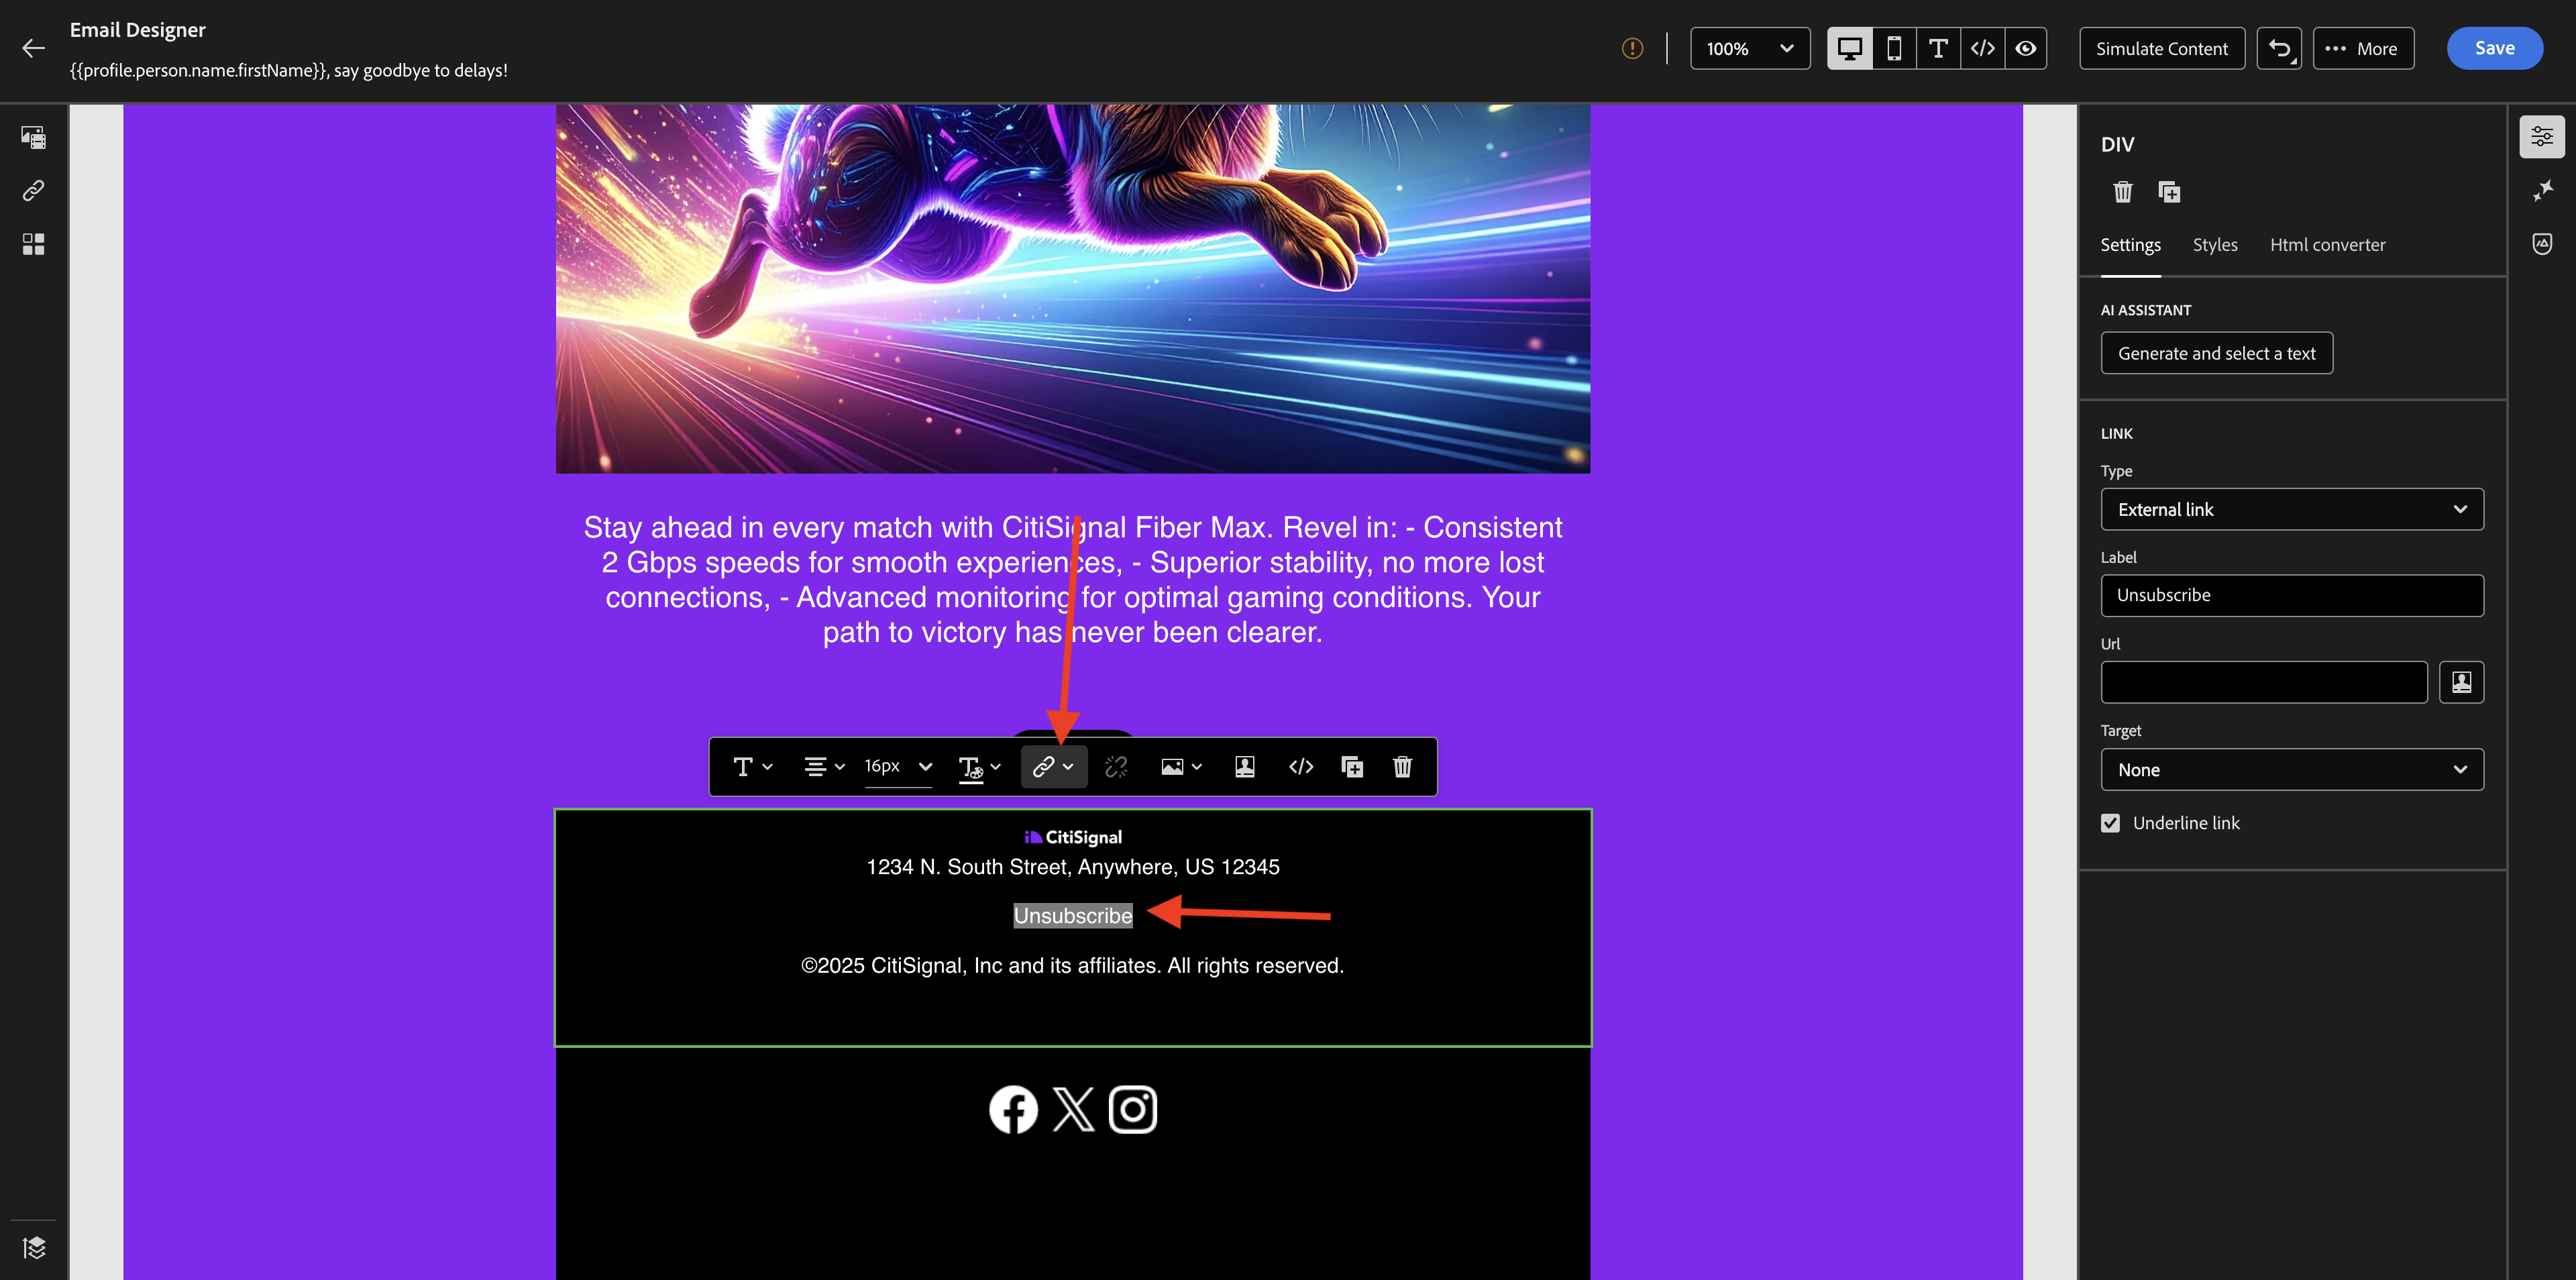 Email Designer
{{profile.person.name.firstName}}, say goodbye to delays!
100%
Simulate Content
More
Save
Stay ahead in every match with CitiSignal Fiber Max. Revel in: - Consistent
2 Gbps speeds for smooth experiences, - Superior stability, no more lost
connections, - Advanced monitoring for optimal gaming conditions. Your
path to victory has never been clearer.
16px
CitiSignal
1234 N. South Street, Anywhere, US 12345
Unsubscribe
©2025 CitiSignal, Inc and its affiliates. All rights reserved.
DIV
Settings
Styles
Html converter
AI ASSISTANT
Generate and select a text
LINK
Type
External link
Label
Unsubscribe
Url
Target
None
Underline link